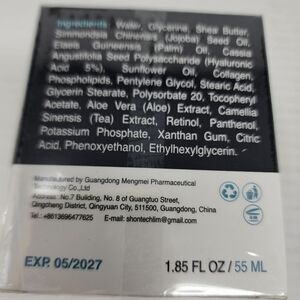 Ingredients: Water, Glycerine, Shea Butter,
Simmondsia Chinensis (Jojoba) Seed Oil,
Elaeis Guineensis (Palm) Oil, Cassia
Angustifolia Seed Polysaccharide (Hyaluronic
Acid 5%), Sunflower Oil, Collagen,
Phospholipids, Pentylene Glycol, Stearic Acid,
Glycerin Stearate, Polysorbate 20, Tocopheryl
Acetate, Aloe Vera (Aloe) Extract, Camellia
Sinensis (Tea) Extract, Retinol, Panthenol,
Potassium Phosphate, Xanthan Gum, Citric
Acid, Phenoxyethanol, Ethylhexylglycerin.
Manufactured by Guangdong Mengmei Pharmaceutical
Technology Co.,Ltd
Address: No.7 Building, No. 8 of Guangtuo Street,
Qingcheng District, Qingyuan City, 511500, Guangdong, China
Tel: +8613696477625 E-mail: shontechlim@gmail.com
EXP. 05/2027
1.85 FL OZ / 55 ML